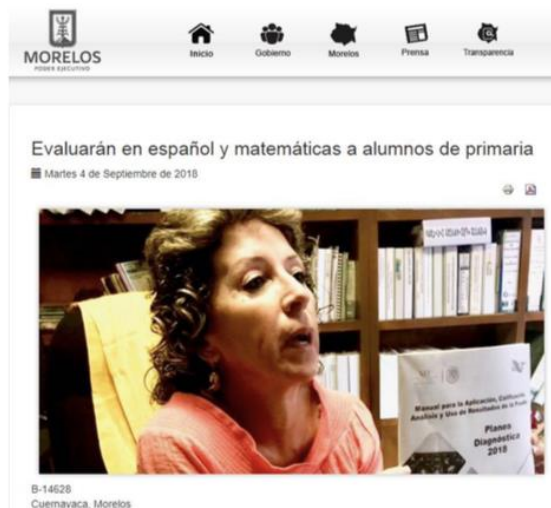 MORELOS
PODER EJECUTIVO
Inicio
Gobierno
Morelos
Prensa
Transparencia
Evaluarán en español y matemáticas a alumnos de primaria
Martes 4 de Septiembre de 2018
Manual para la Aplicación, Calificación,
Análisis y Uso de Resultados de la Prueba
Planea
Diagnóstica
2018
B-14628
Cuernavaca, Morelos